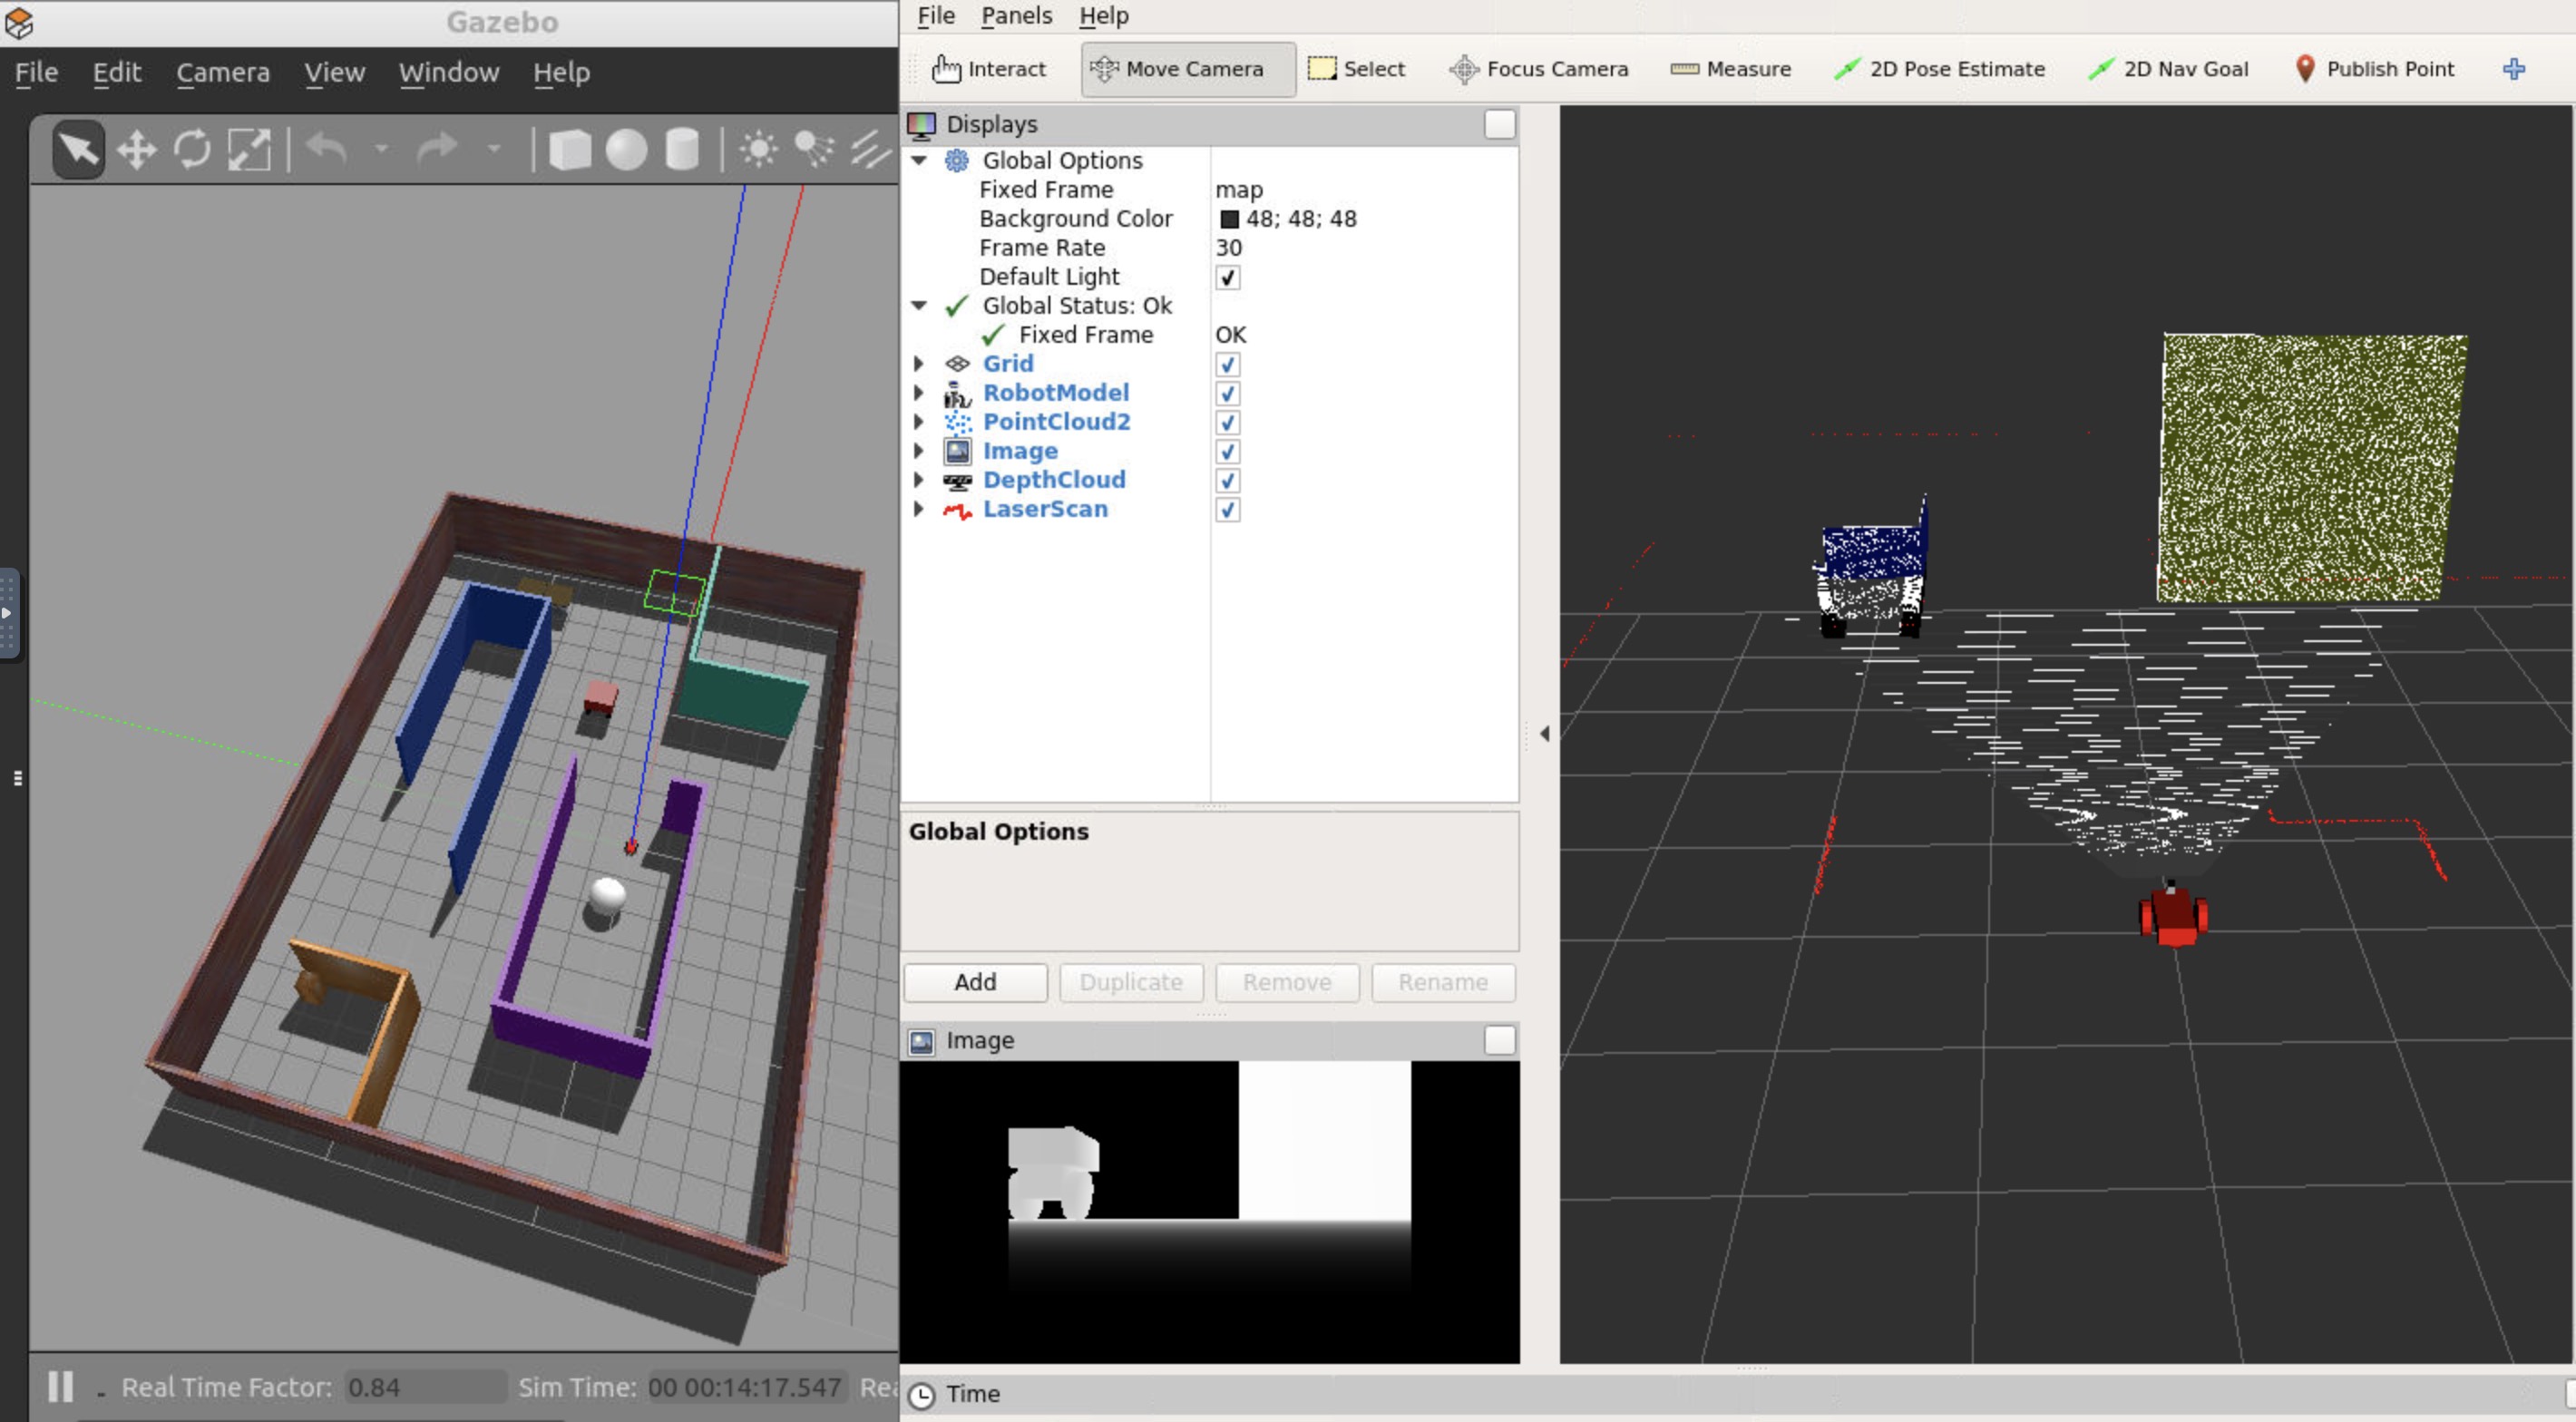 Gazebo
File Edit Camera View Window Help
Real Time Factor: 0.84 Sim Time: 00 00:14:17.547 Rea
File Panels Help
Interact Move Camera Select Focus Camera Measure 2D Pose Estimate 2D Nav Goal Publish Point
Displays
Global Options
Fixed Frame map
Background Color 48; 48; 48
Frame Rate 30
Default Light
Global Status: Ok
Fixed Frame OK
Grid
RobotModel
PointCloud2
Image
DepthCloud
LaserScan
Global Options
Add Duplicate Remove Rename
Image
Time